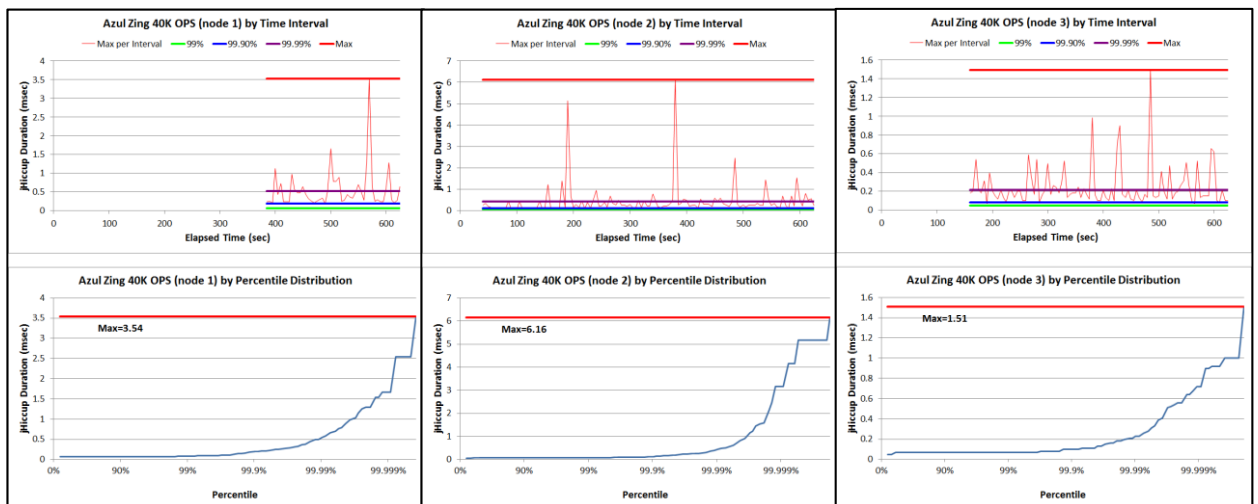 Azul Zing 40K OPS (node 1) by Time Interval
Max per Interval 99% 99.90% 99.99% Max
jHiccup Duration (msec)
4
3.5
3
2.5
2
1.5
1
0.5
0
0 100 200 300 400 500 600
Elapsed Time (sec)
Azul Zing 40K OPS (node 2) by Time Interval
Max per Interval 99% 99.90% 99.99% Max
jHiccup Duration (msec)
7
6
5
4
3
2
1
0
0 100 200 300 400 500 600
Elapsed Time (sec)
Azul Zing 40K OPS (node 3) by Time Interval
Max per Interval 99% 99.90% 99.99% Max
jHiccup Duration (msec)
1.6
1.4
1.2
1
0.8
0.6
0.4
0.2
0
0 100 200 300 400 500 600
Elapsed Time (sec)
Azul Zing 40K OPS (node 1) by Percentile Distribution
jHiccup Duration (msec)
4
3.5
3
2.5
2
1.5
1
0.5
0
Max=3.54
0% 90% 99% 99.9% 99.99% 99.999%
Percentile
Azul Zing 40K OPS (node 2) by Percentile Distribution
jHiccup Duration (msec)
7
6
5
4
3
2
1
0
Max=6.16
0% 90% 99% 99.9% 99.99% 99.999%
Percentile
Azul Zing 40K OPS (node 3) by Percentile Distribution
jHiccup Duration (msec)
1.6
1.4
1.2
1
0.8
0.6
0.4
0.2
0
Max=1.51
0% 90% 99% 99.9% 99.99% 99.999%
Percentile